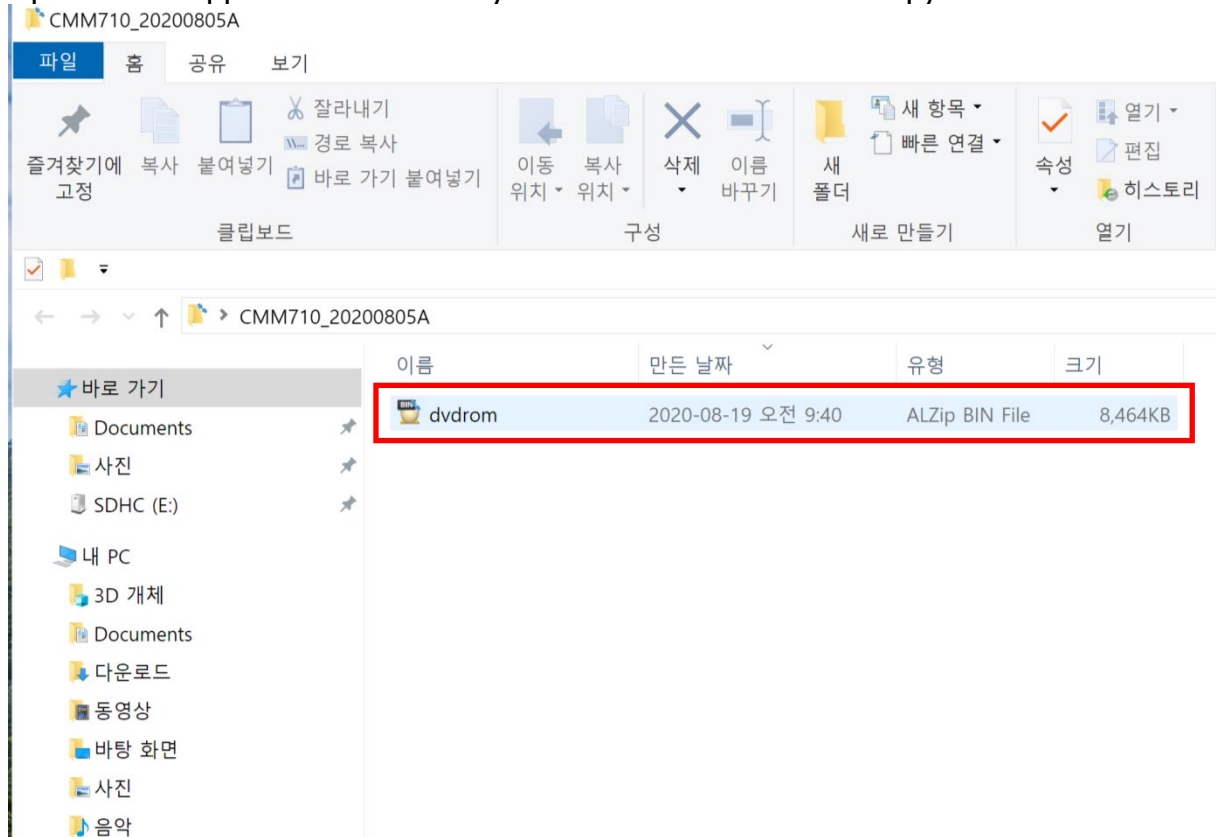 CMM710_20200805A
파일 홈 공유 보기
즐겨찾기에 고정
복사
붙여넣기
잘라내기
경로 복사
바로 가기 붙여넣기
클립보드
이동 위치
복사 위치
삭제
이름 바꾸기
구성
새 폴더
새 항목
빠른 연결
새로 만들기
속성
열기
편집
히스토리
열기
CMM710_20200805A
이름 만든 날짜 유형 크기
dvdrom 2020-08-19 오전 9:40 ALZip BIN File 8,464KB
바로 가기
Documents
사진
SDHC (E:)
내 PC
3D 개체
Documents
다운로드
동영상
바탕 화면
사진
음악